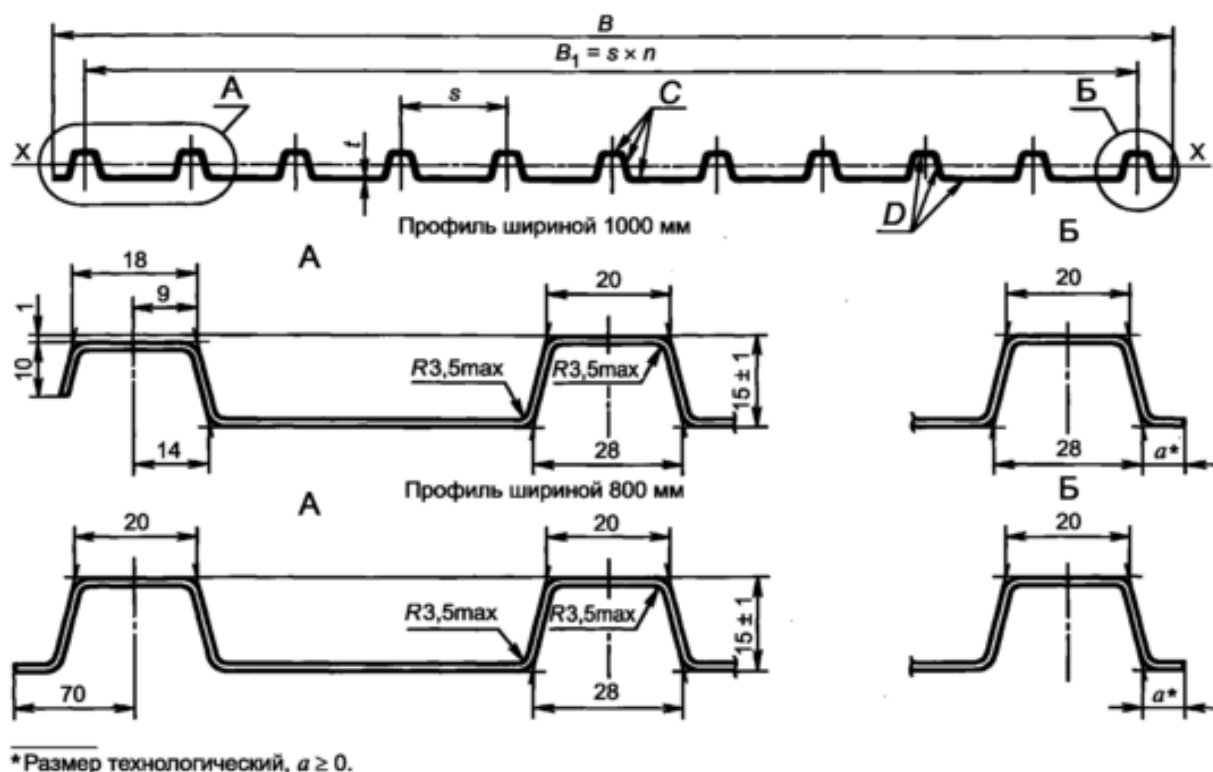 B
B₁ = s × n
А s C Б
X t X
D
Профиль шириной 1000 мм
А Б
18 20 20
9
1
10 R3,5max R3,5max 15 ± 1
14 28 28 a*
Профиль шириной 800 мм
А Б
20 20 20
R3,5max R3,5max 15 ± 1
70 28 a*
* Размер технологический, a ≥ 0.